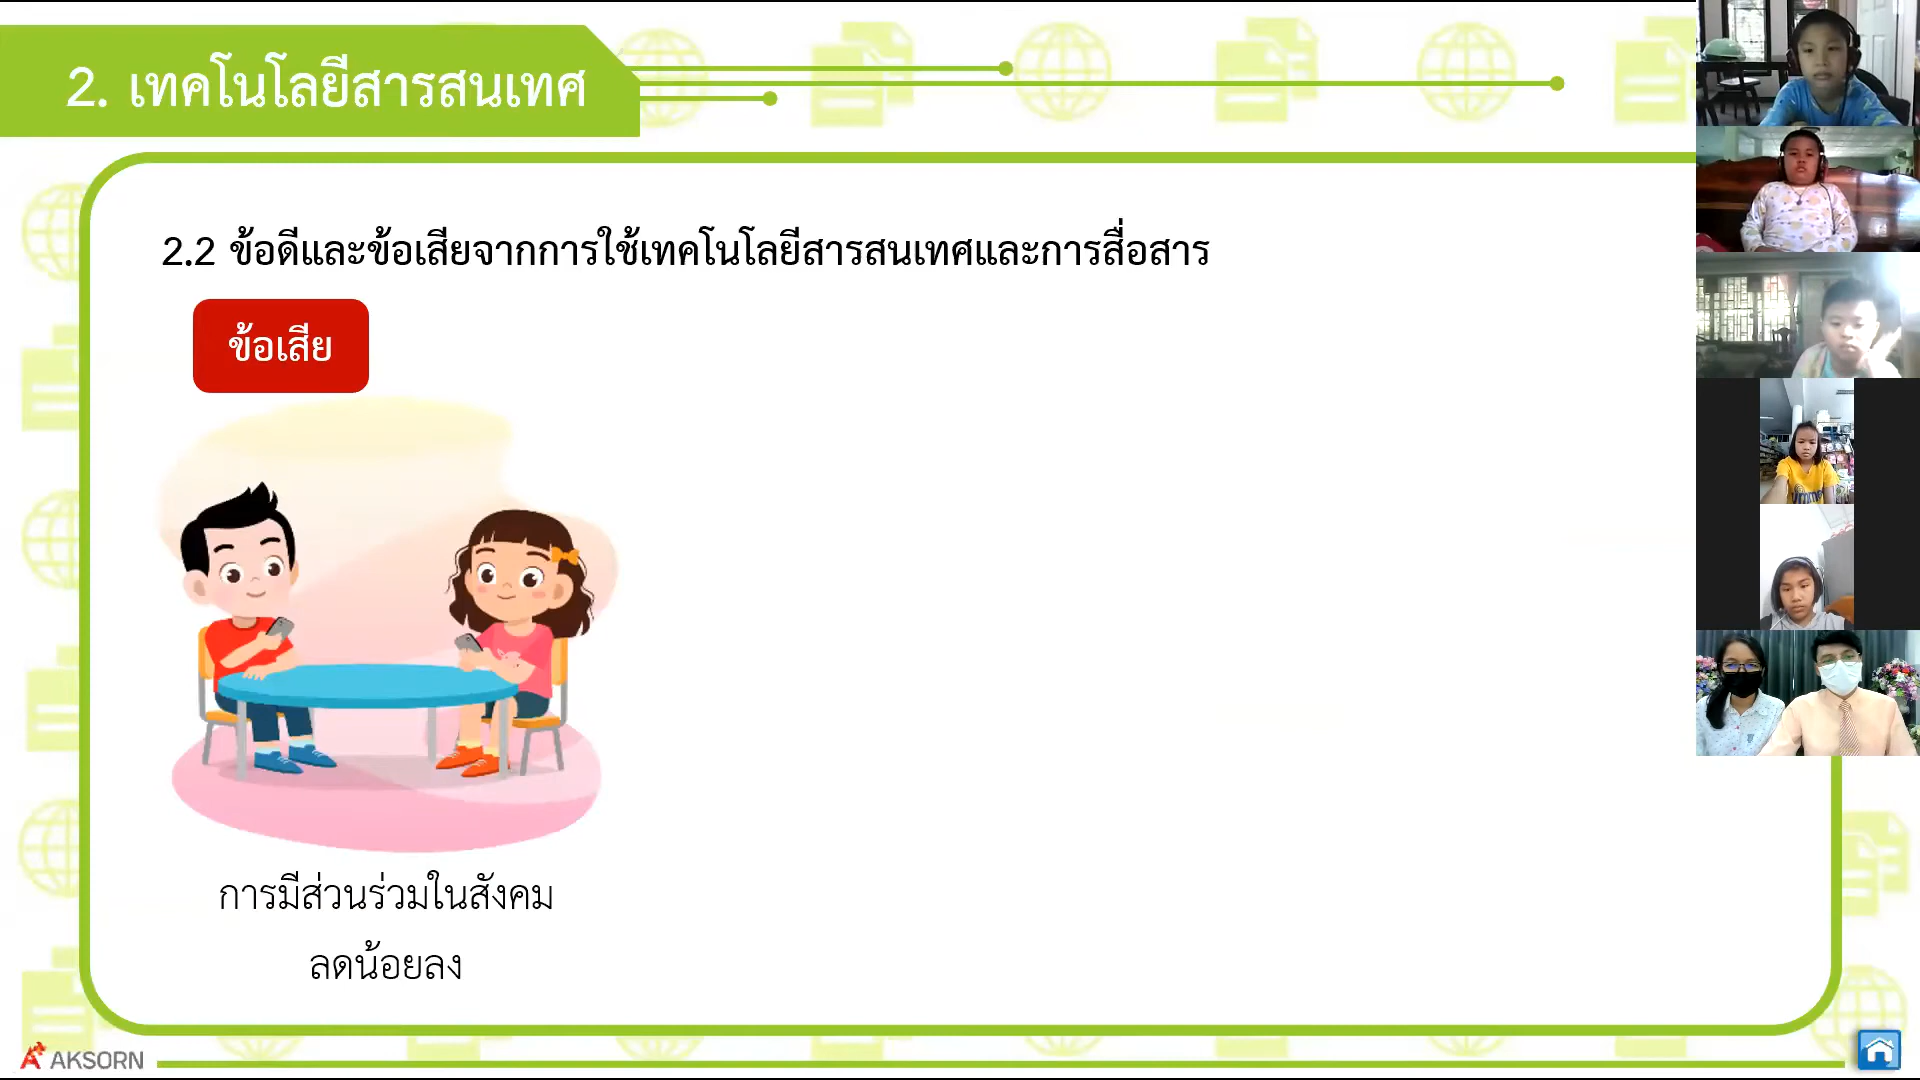 2. เทคโนโลยีสารสนเทศ
2.2 ข้อดีและข้อเสียจากการใช้เทคโนโลยีสารสนเทศและการสื่อสาร
ข้อเสีย
การมีส่วนร่วมในสังคม
ลดน้อยลง
AKSORN